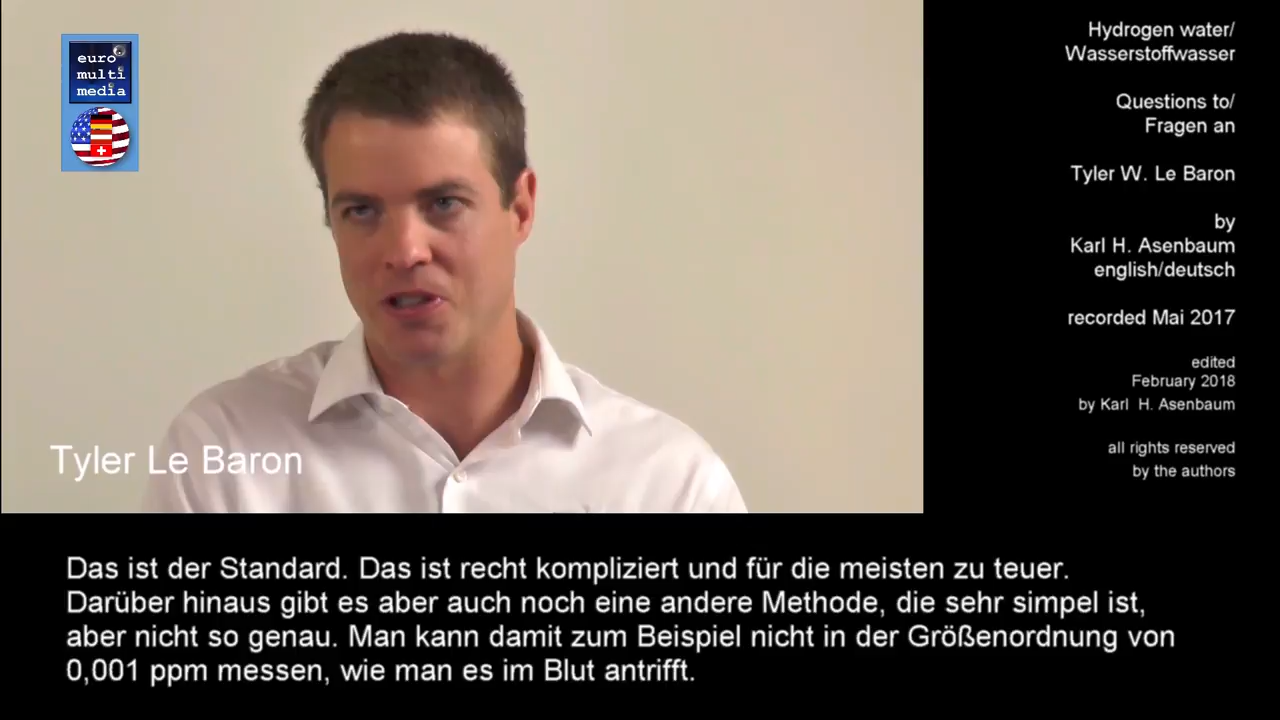 euro
multi
media
Tyler Le Baron
Hydrogen water/
Wasserstoffwasser
Questions to/
Fragen an
Tyler W. Le Baron
by
Karl H. Asenbaum
english/deutsch
recorded Mai 2017
edited
February 2018
by Karl H. Asenbaum
all rights reserved
by the authors
Das ist der Standard. Das ist recht kompliziert und für die meisten zu teuer.
Darüber hinaus gibt es aber auch noch eine andere Methode, die sehr simpel ist,
aber nicht so genau. Man kann damit zum Beispiel nicht in der Größenordnung von
0,001 ppm messen, wie man es im Blut antrifft.